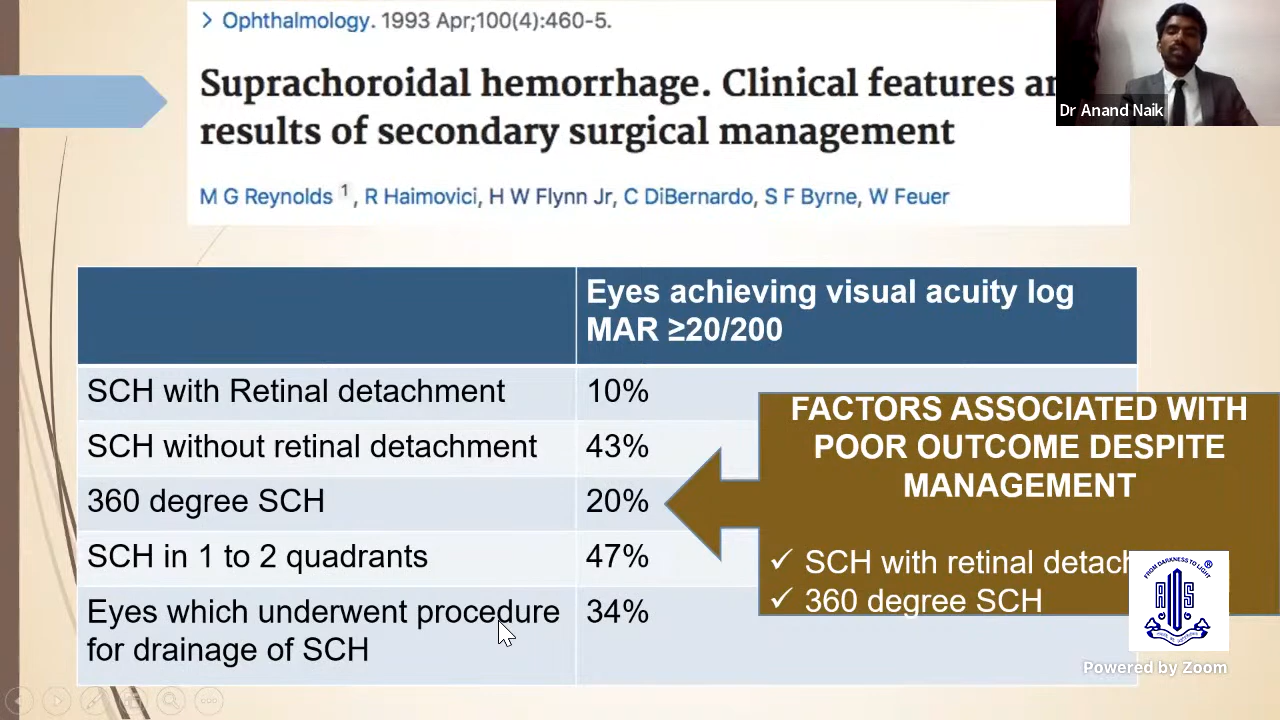 > Ophthalmology. 1993 Apr;100(4):460-5.
Dr Anand Naik
Suprachoroidal hemorrhage. Clinical features
results of secondary surgical management
M G Reynolds 1, R Haimovici, H W Flynn Jr, C DiBernardo, S F Byrne, W Feuer
Eyes achieving visual acuity log
MAR ≥20/200
SCH with Retinal detachment 10%
SCH without retinal detachment 43%
360 degree SCH 20%
SCH in 1 to 2 quadrants 47%
Eyes which underwent procedure 34%
for drainage of SCH
FACTORS ASSOCIATED WITH
POOR OUTCOME DESPITE
MANAGEMENT
✓ SCH with retinal detach
✓ 360 degree SCH
FROM DARKNESS TO LIGHT
®
Powered by Zoom